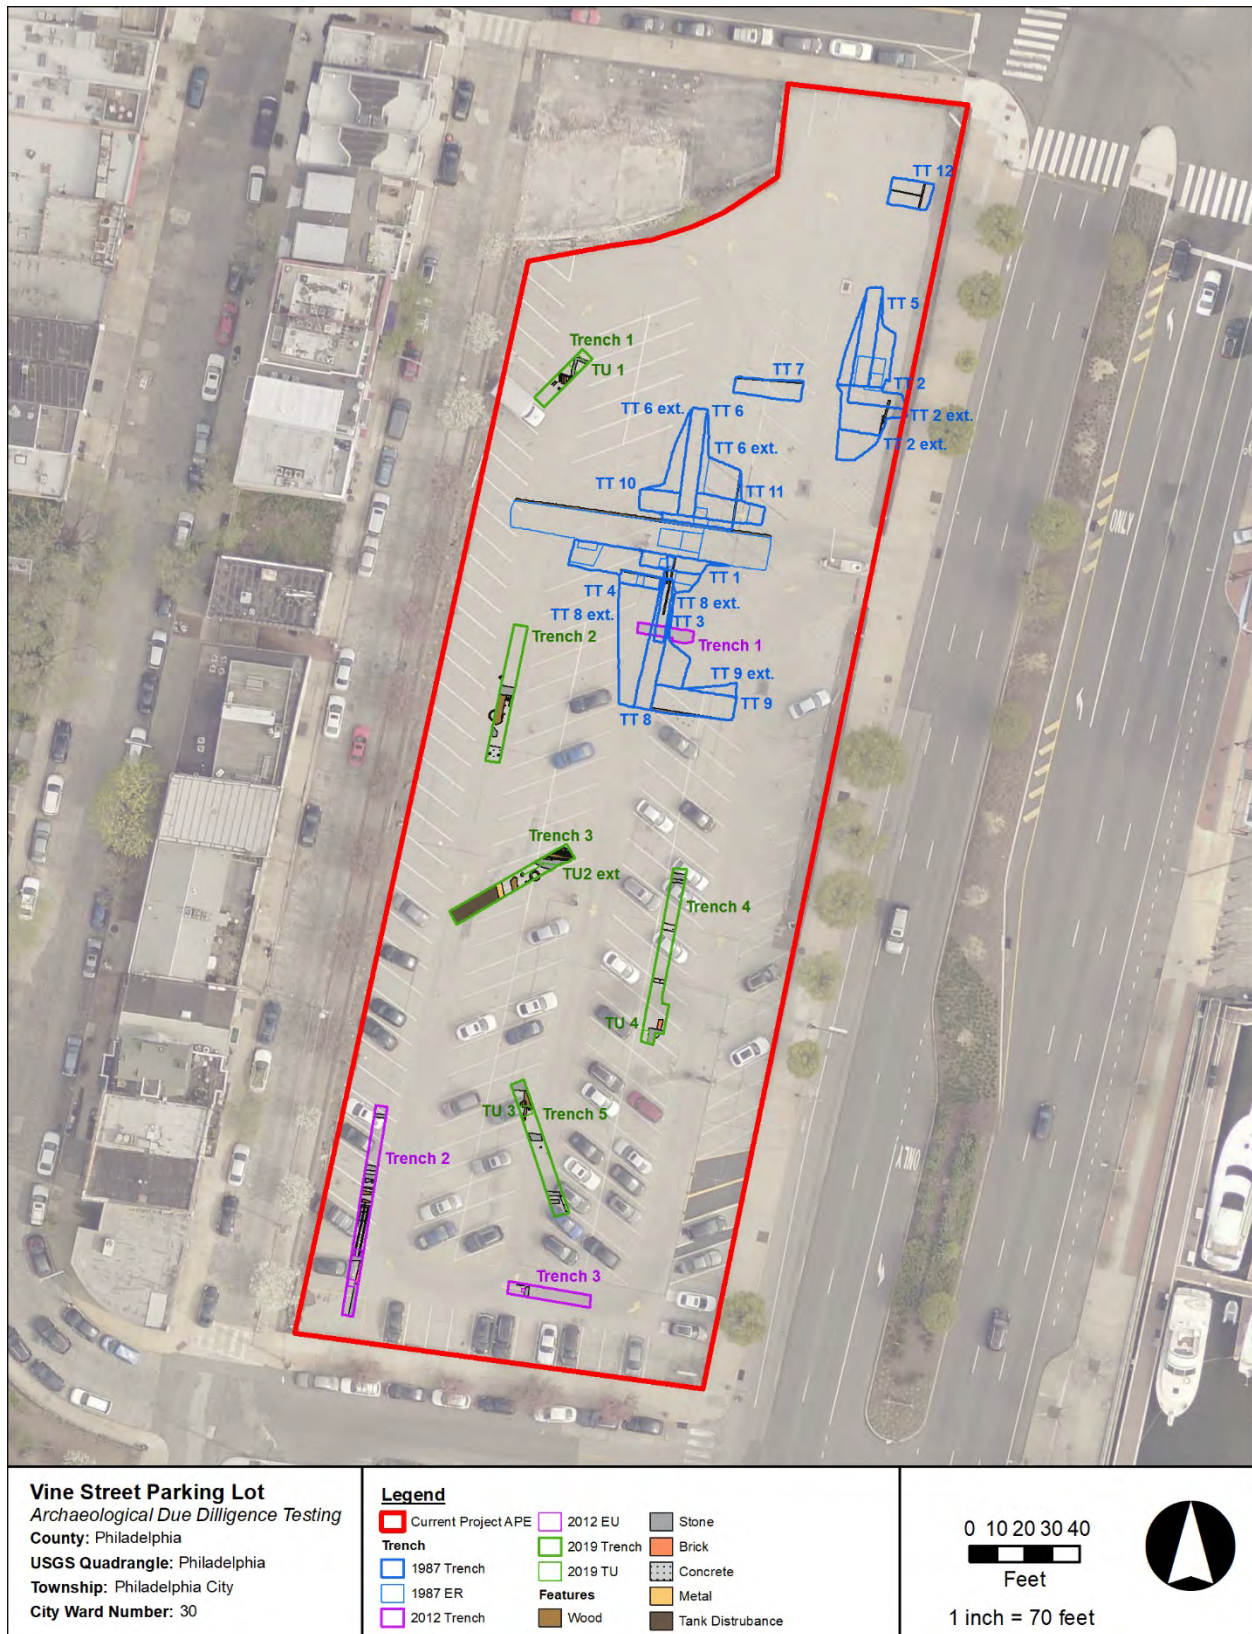 TT 12
TT 5
Trench 1
TU 1
TT 7
TT 2
TT 6 ext.
TT 6
TT 2 ext.
TT 2 ext.
TT 6 ext.
TT 10
TT 11
ONLY
TT 1
TT 4
TT 8 ext.
TT 8 ext.
TT 3
Trench 2
Trench 1
TT 9 ext.
TT 9
TT 8
Trench 3
TU2 ext
Trench 4
TU 4
TU 3
Trench 5
ONLY
Trench 2
Trench 3
Vine Street Parking Lot
Archaeological Due Dilligence Testing
County: Philadelphia
USGS Quadrangle: Philadelphia
Township: Philadelphia City
City Ward Number: 30
Legend
Current Project APE
Trench
1987 Trench
1987 ER
2012 Trench
2012 EU
2019 Trench
2019 TU
Features
Wood
Stone
Brick
Concrete
Metal
Tank Distrubance
0 10 20 30 40
Feet
1 inch = 70 feet